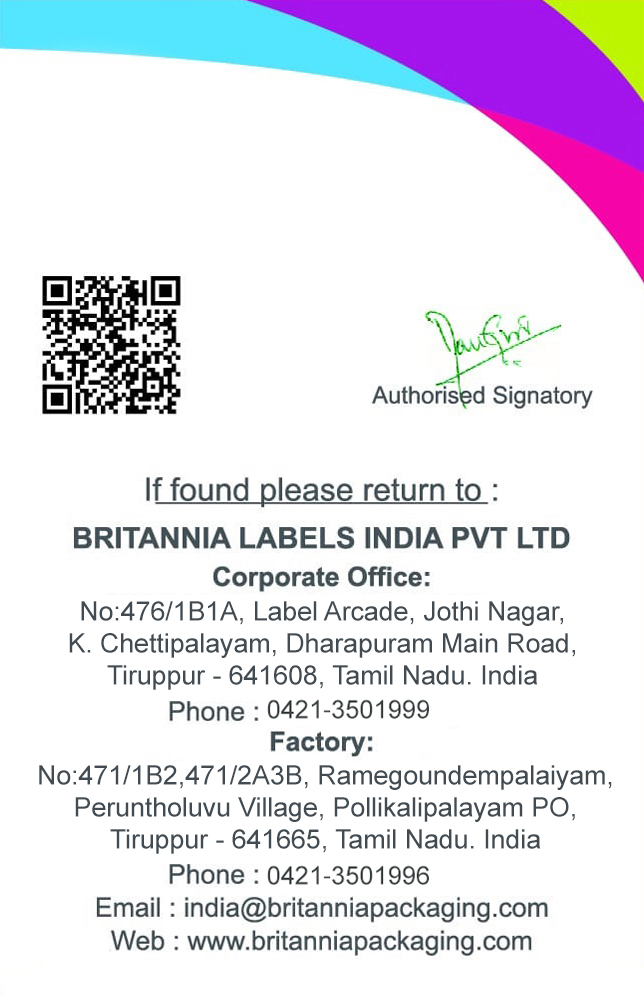 Authorised Signatory
If found please return to :
BRITANNIA LABELS INDIA PVT LTD
Corporate Office:
No:476/1B1A, Label Arcade, Jothi Nagar,
K. Chettipalayam, Dharapuram Main Road,
Tiruppur - 641608, Tamil Nadu. India
Phone : 0421-3501999
Factory:
No:471/1B2,471/2A3B, Ramegoundempalaiyam,
Peruntholuvu Village, Pollikalipalayam PO,
Tiruppur - 641665, Tamil Nadu. India
Phone : 0421-3501996
Email : india@britanniapackaging.com
Web : www.britanniapackaging.com